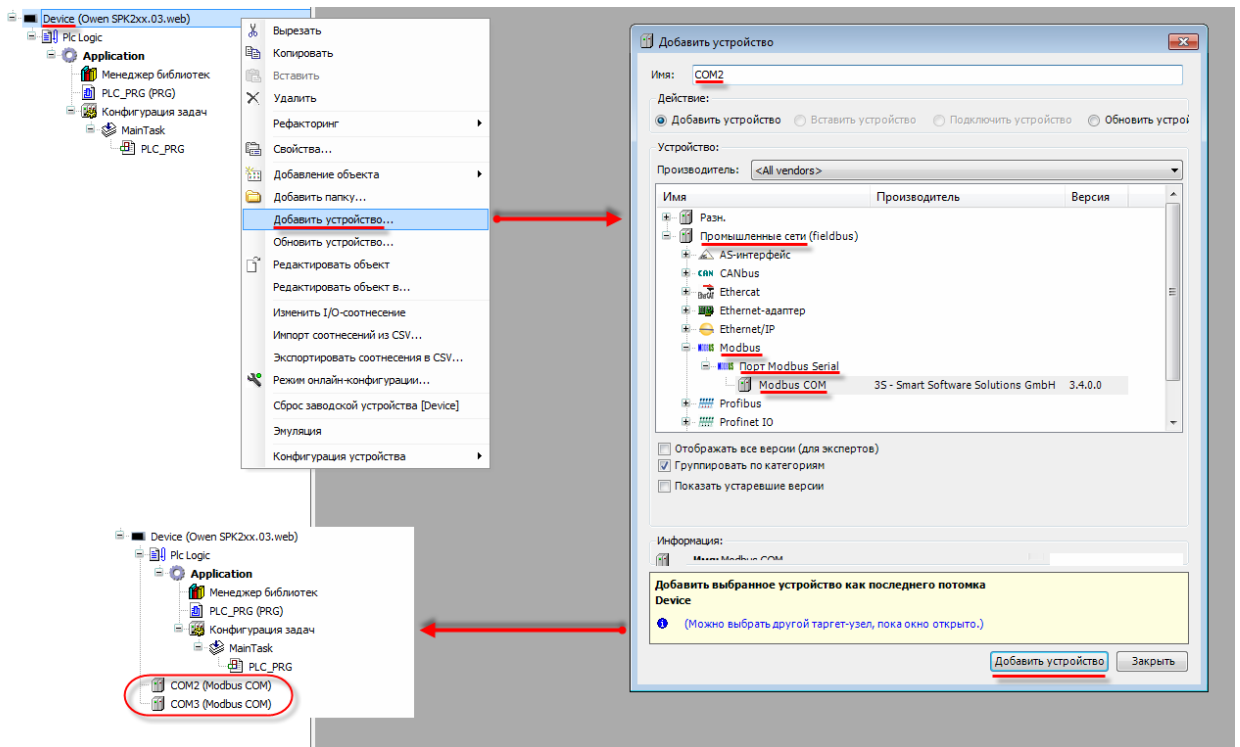 Device (Owen SPK2xx.03.web)
Plc Logic
Application
Менеджер библиотек
PLC_PRG (PRG)
Конфигурация задач
MainTask
PLC_PRG
Вырезать
Копировать
Вставить
Удалить
Рефакторинг
Свойства...
Добавление объекта
Добавить папку...
Добавить устройство...
Обновить устройство...
Редактировать объект
Редактировать объект в...
Изменить I/O-соотнесение
Импорт соотнесений из CSV...
Экспортировать соотнесения в CSV...
Режим онлайн-конфигурации...
Сброс заводской устройства [Device]
Эмуляция
Конфигурация устройства
Добавить устройство
Имя: COM2
Действие:
Добавить устройство Вставить устройство Подключить устройство Обновить устрой
Устройство:
Производитель: <All vendors>
Имя Производитель Версия
Разн.
Промышленные сети (fieldbus)
AS-интерфейс
CAN CANbus
Ethercat
Ethernet-адаптер
Ethernet/IP
Modbus
Порт Modbus Serial
Modbus COM 3S - Smart Software Solutions GmbH 3.4.0.0
Profibus
Profinet IO
Отображать все версии (для экспертов)
Группировать по категориям
Показать устаревшие версии
Информация:
Имя: Modbus COM
Добавить выбранное устройство как последнего потомка
Device
(Можно выбрать другой таргет-узел, пока окно открыто.)
Добавить устройство Закрыть
Device (Owen SPK2xx.03.web)
Plc Logic
Application
Менеджер библиотек
PLC_PRG (PRG)
Конфигурация задач
MainTask
PLC_PRG
COM2 (Modbus COM)
COM3 (Modbus COM)